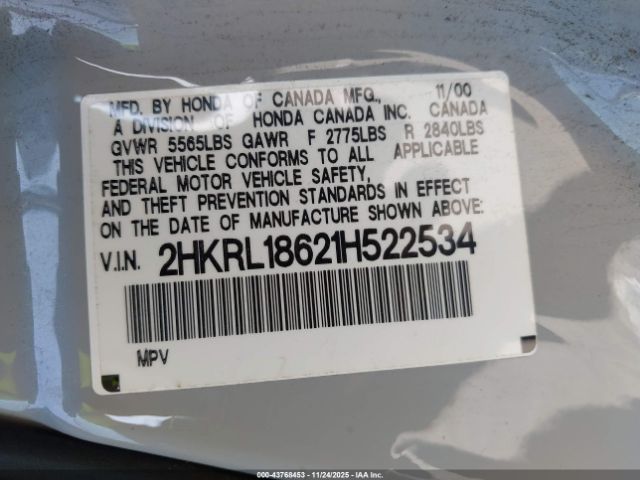 MFD. BY HONDA OF CANADA MFG., 11/00
A DIVISION OF HONDA CANADA INC. CANADA
GVWR 5565LBS GAWR F 2775LBS R 2840LBS
THIS VEHICLE CONFORMS TO ALL APPLICABLE
FEDERAL MOTOR VEHICLE SAFETY,
AND THEFT PREVENTION STANDARDS IN EFFECT
ON THE DATE OF MANUFACTURE SHOWN ABOVE:
V.I.N. 2HKRL18621H522534
MPV
000-43768453 - 11/24/2025 - IAA Inc.